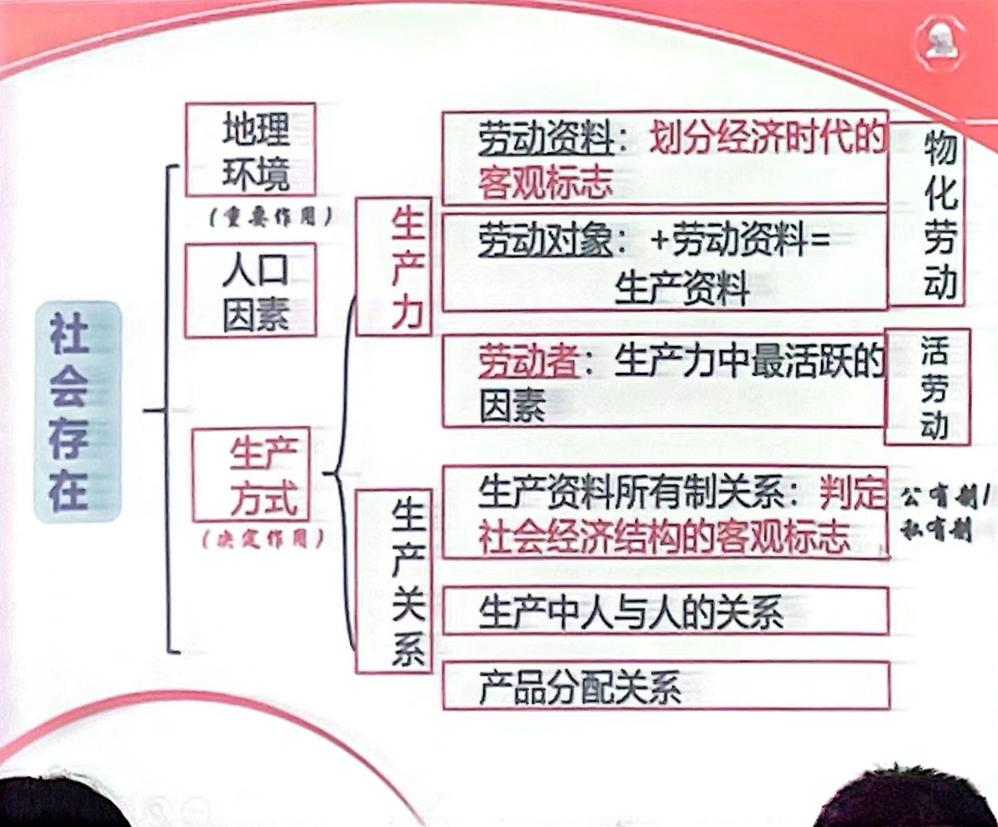 社会存在
地理
环境
(重要作用)
人口
因素
生产
方式
(决定作用)
生产力
劳动资料：划分经济时代的
客观标志
劳动对象：+劳动资料=
生产资料
物化劳动
劳动者：生产力中最活跃的
因素
活劳动
生产关系
生产资料所有制关系：判定
社会经济结构的客观标志
公有制/
私有制
生产中人与人的关系
产品分配关系